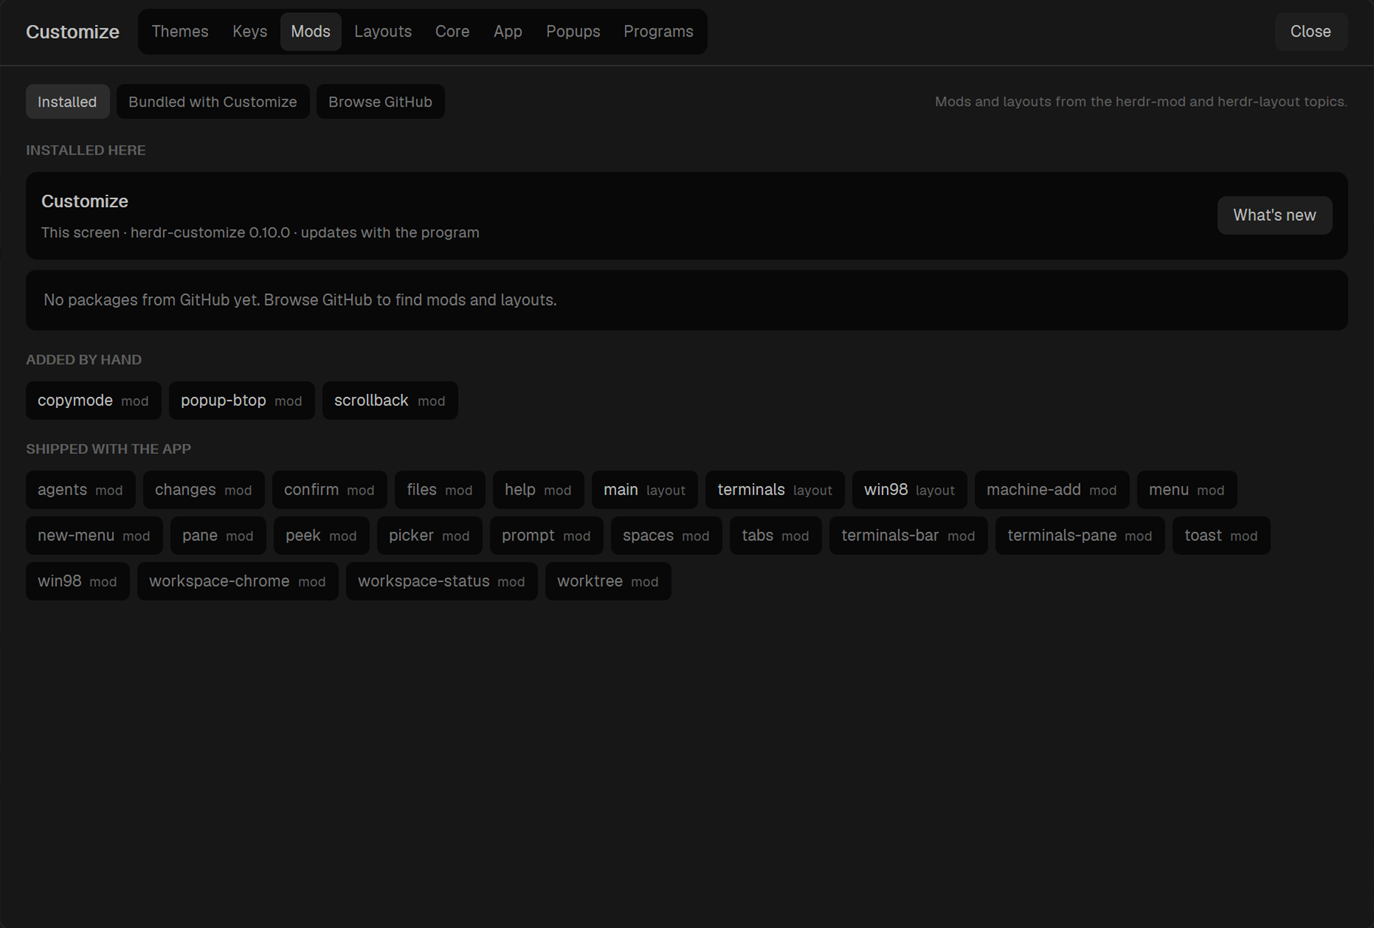 Customize Themes Keys Mods Layouts Core App Popups Programs Close
Installed Bundled with Customize Browse GitHub Mods and layouts from the herdr-mod and herdr-layout topics.
INSTALLED HERE
Customize
This screen · herdr-customize 0.10.0 · updates with the program
What's new
No packages from GitHub yet. Browse GitHub to find mods and layouts.
ADDED BY HAND
copymode mod popup-btop mod scrollback mod
SHIPPED WITH THE APP
agents mod changes mod confirm mod files mod help mod main layout terminals layout win98 layout machine-add mod menu mod
new-menu mod pane mod peek mod picker mod prompt mod spaces mod tabs mod terminals-bar mod terminals-pane mod toast mod
win98 mod workspace-chrome mod workspace-status mod worktree mod